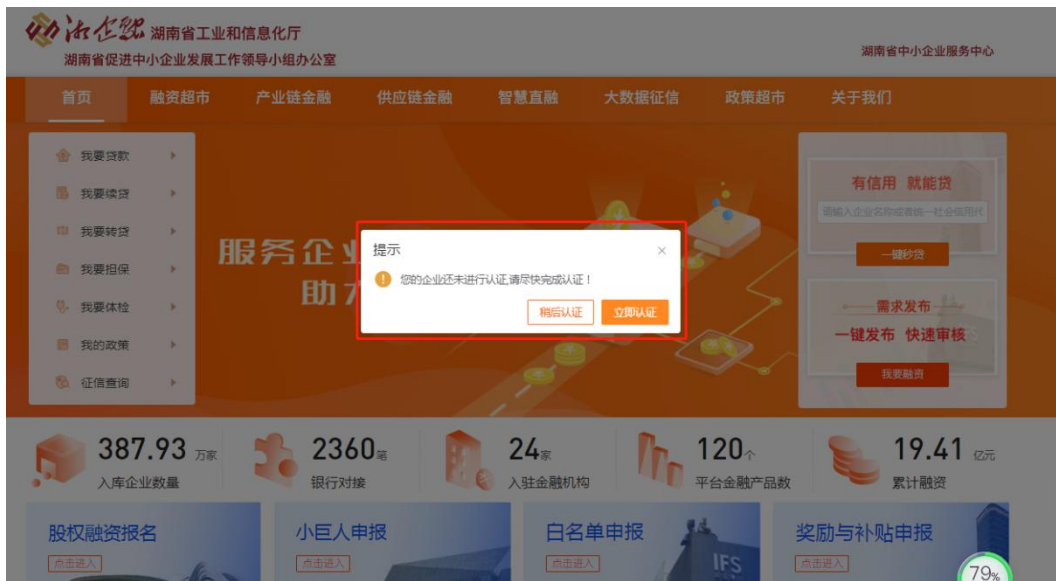 湘企融 湖南省工业和信息化厅
湖南省促进中小企业发展工作领导小组办公室
湖南省中小企业服务中心
首页 融资超市 产业链金融 供应链金融 智慧直融 大数据征信 政策超市 关于我们
我要贷款
我要续贷
我要转贷
我要担保
我要体检
我的政策
征信查询
服务企业
助力
提示 ×
! 您的企业还未进行认证,请尽快完成认证！
稍后认证 立即认证
有信用 就能贷
请输入企业名称或者统一社会信用代
一键秒贷
需求发布
一键发布 快速审核
我要融资
387.93 万家
入库企业数量
2360笔
银行对接
24家
入驻金融机构
120个
平台金融产品数
19.41 亿元
累计融资
股权融资报名
点击进入
小巨人申报
点击进入
白名单申报
点击进入
IFS
奖励与补贴申报
点击进入
79%